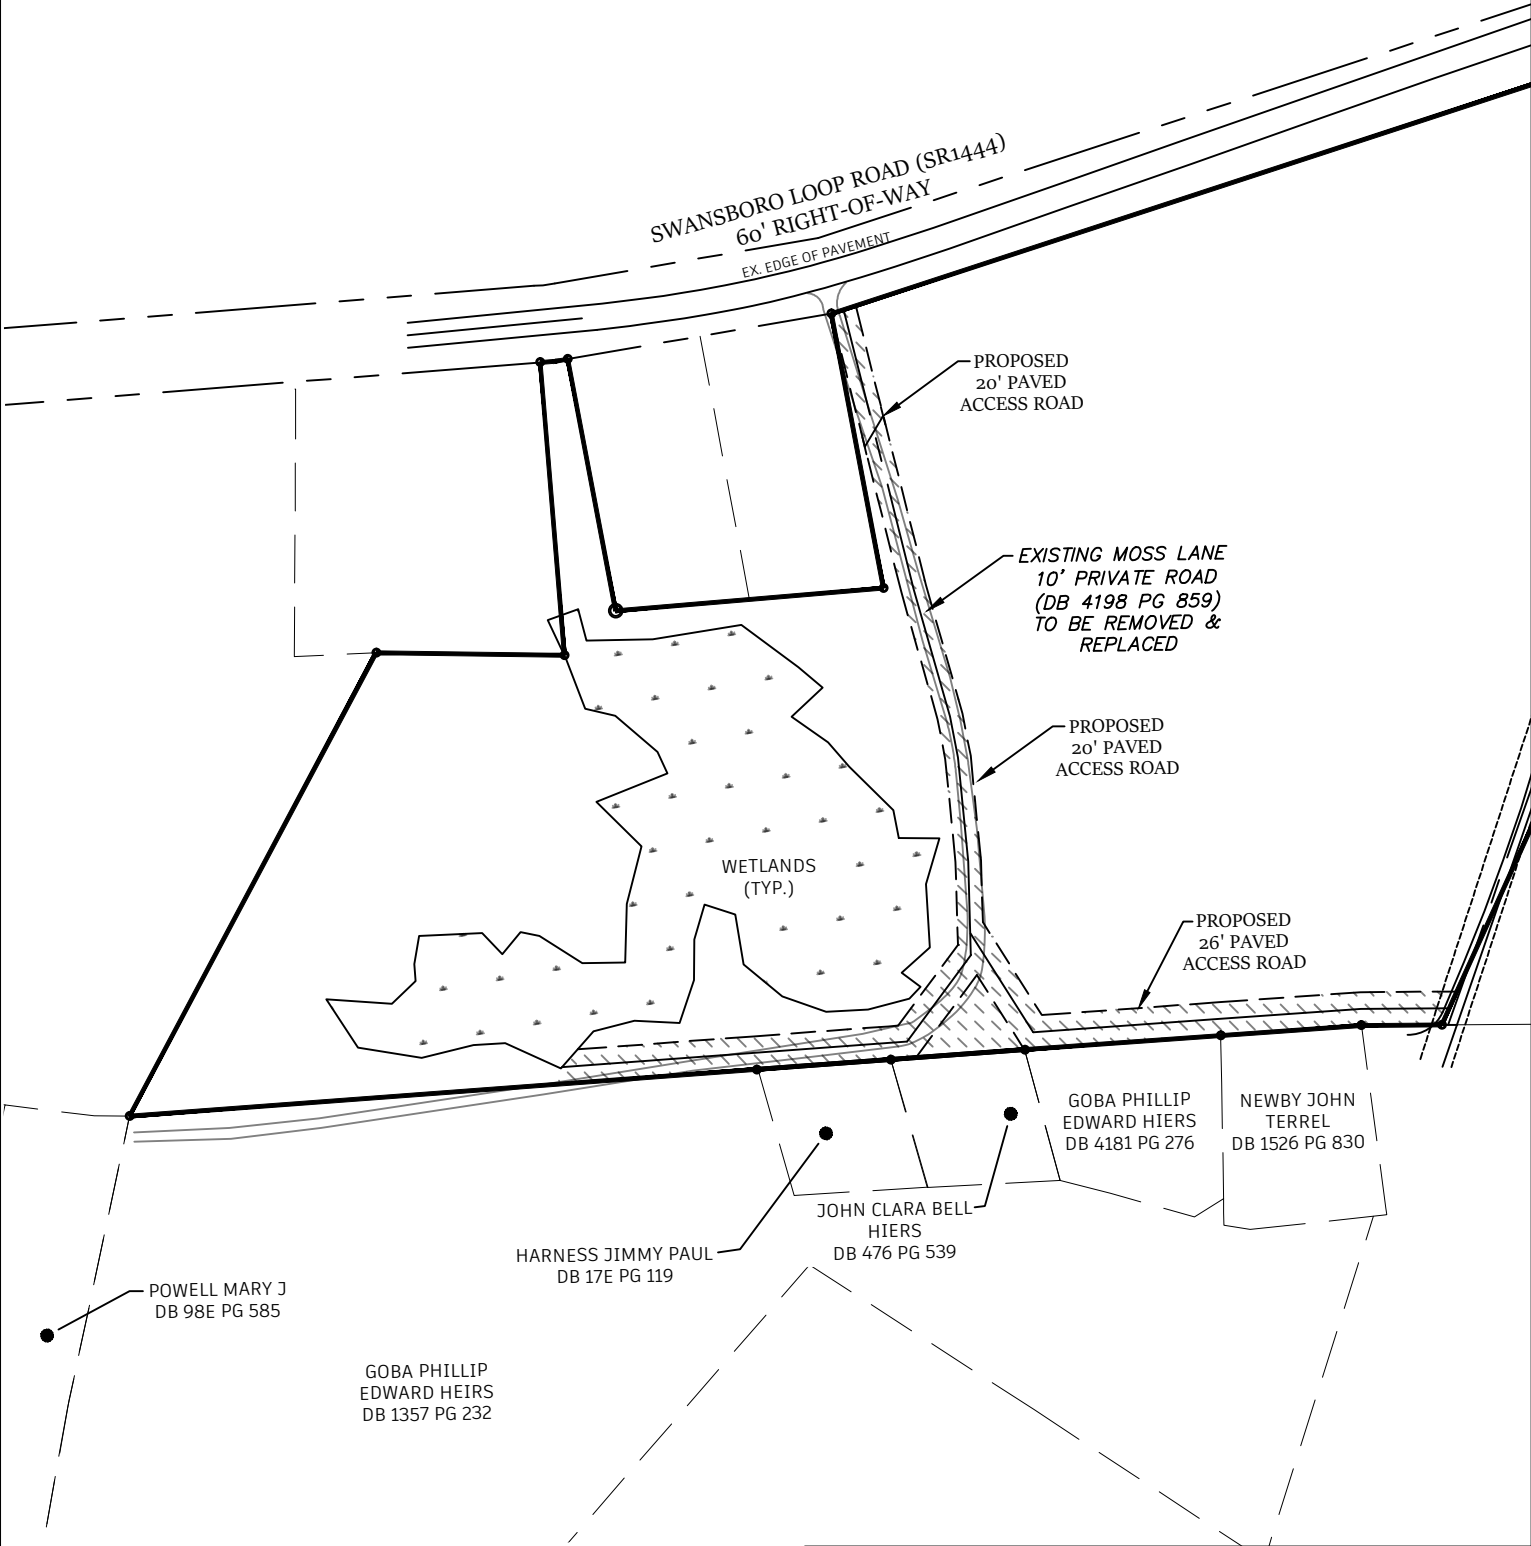 SWANSBORO LOOP ROAD (SR1444)
60' RIGHT-OF-WAY
EX. EDGE OF PAVEMENT
PROPOSED
20' PAVED
ACCESS ROAD
EXISTING MOSS LANE
10' PRIVATE ROAD
(DB 4198 PG 859)
TO BE REMOVED &
REPLACED
PROPOSED
20' PAVED
ACCESS ROAD
WETLANDS
(TYP.)
PROPOSED
26' PAVED
ACCESS ROAD
GOBA PHILLIP
EDWARD HIERS
DB 4181 PG 276
NEWBY JOHN
TERREL
DB 1526 PG 830
JOHN CLARA BELL
HIERS
DB 476 PG 539
HARNESS JIMMY PAUL
DB 17E PG 119
POWELL MARY J
DB 98E PG 585
GOBA PHILLIP
EDWARD HEIRS
DB 1357 PG 232